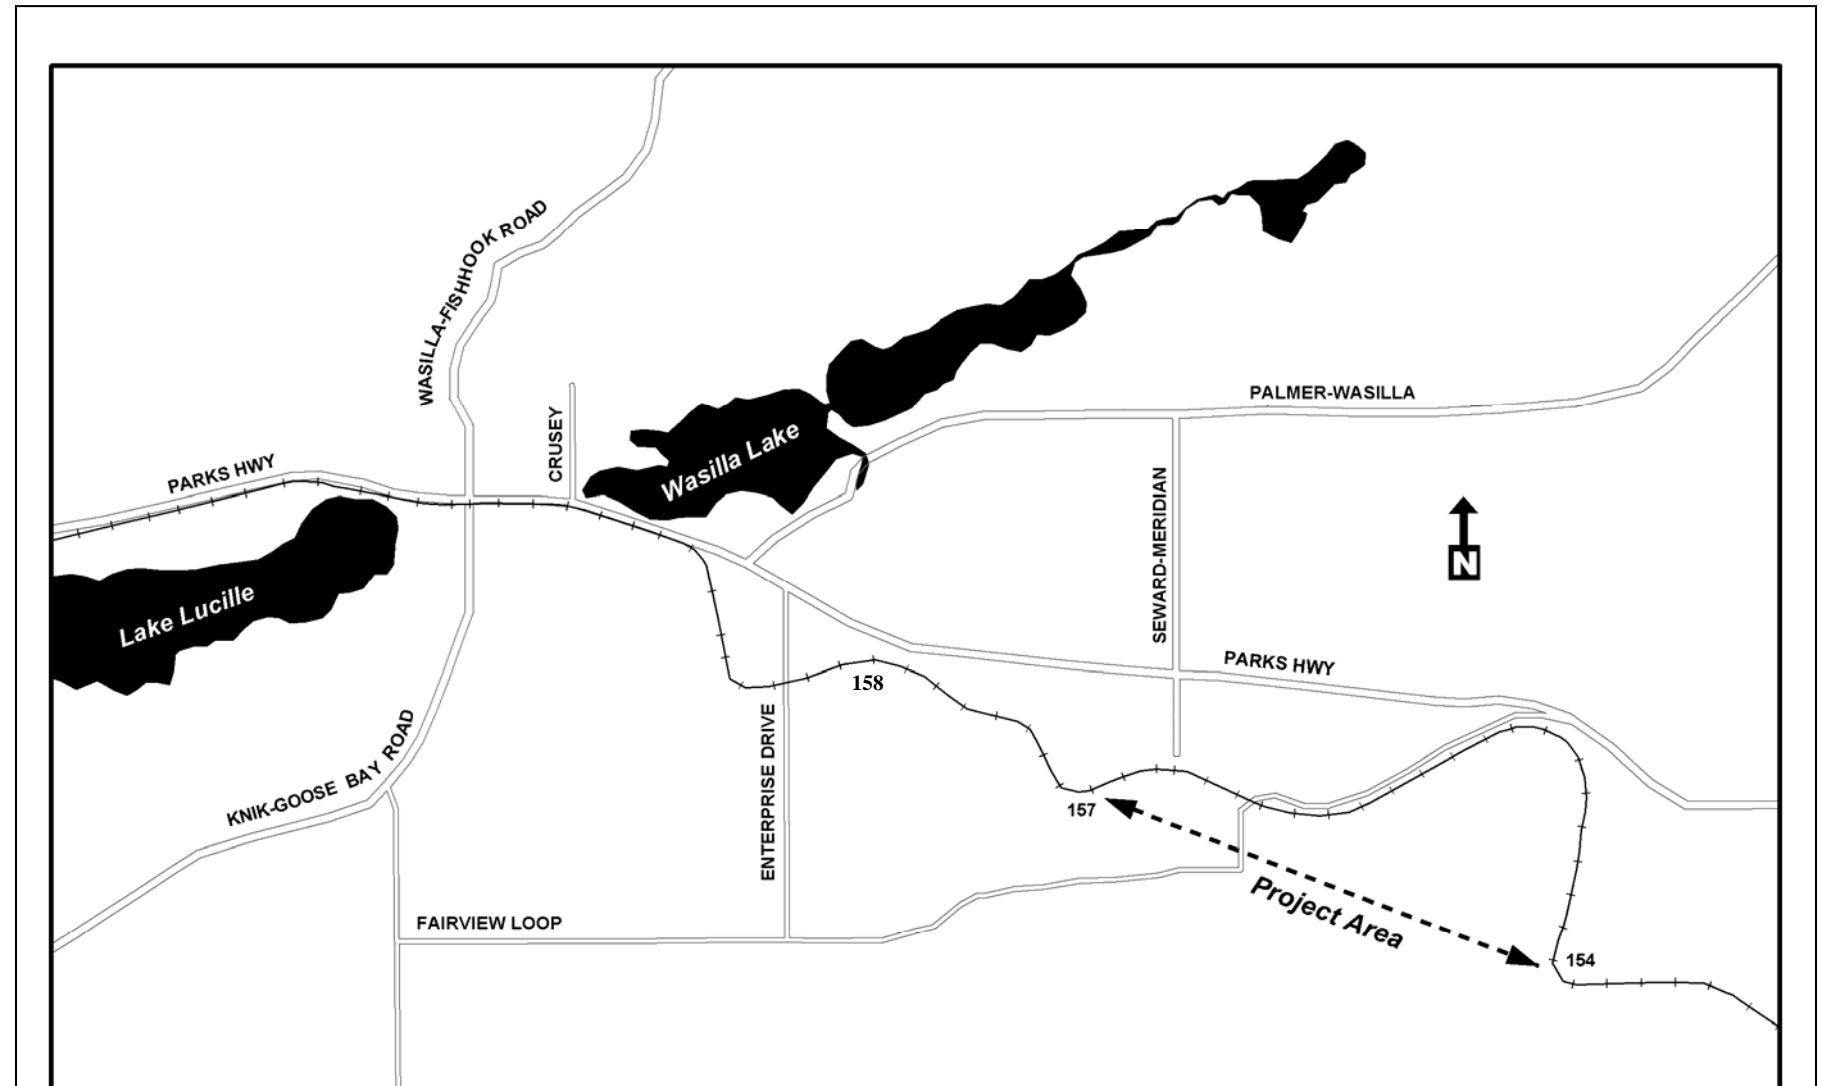 WASILLA-FISHHOOK ROAD
PALMER-WASILLA
CRUSEY
Wasilla Lake
PARKS HWY
SEWARD-MERIDIAN
N
Lake Lucille
PARKS HWY
158
ENTERPRISE DRIVE
KNIK-GOOSE BAY ROAD
157
Project Area
FAIRVIEW LOOP
154